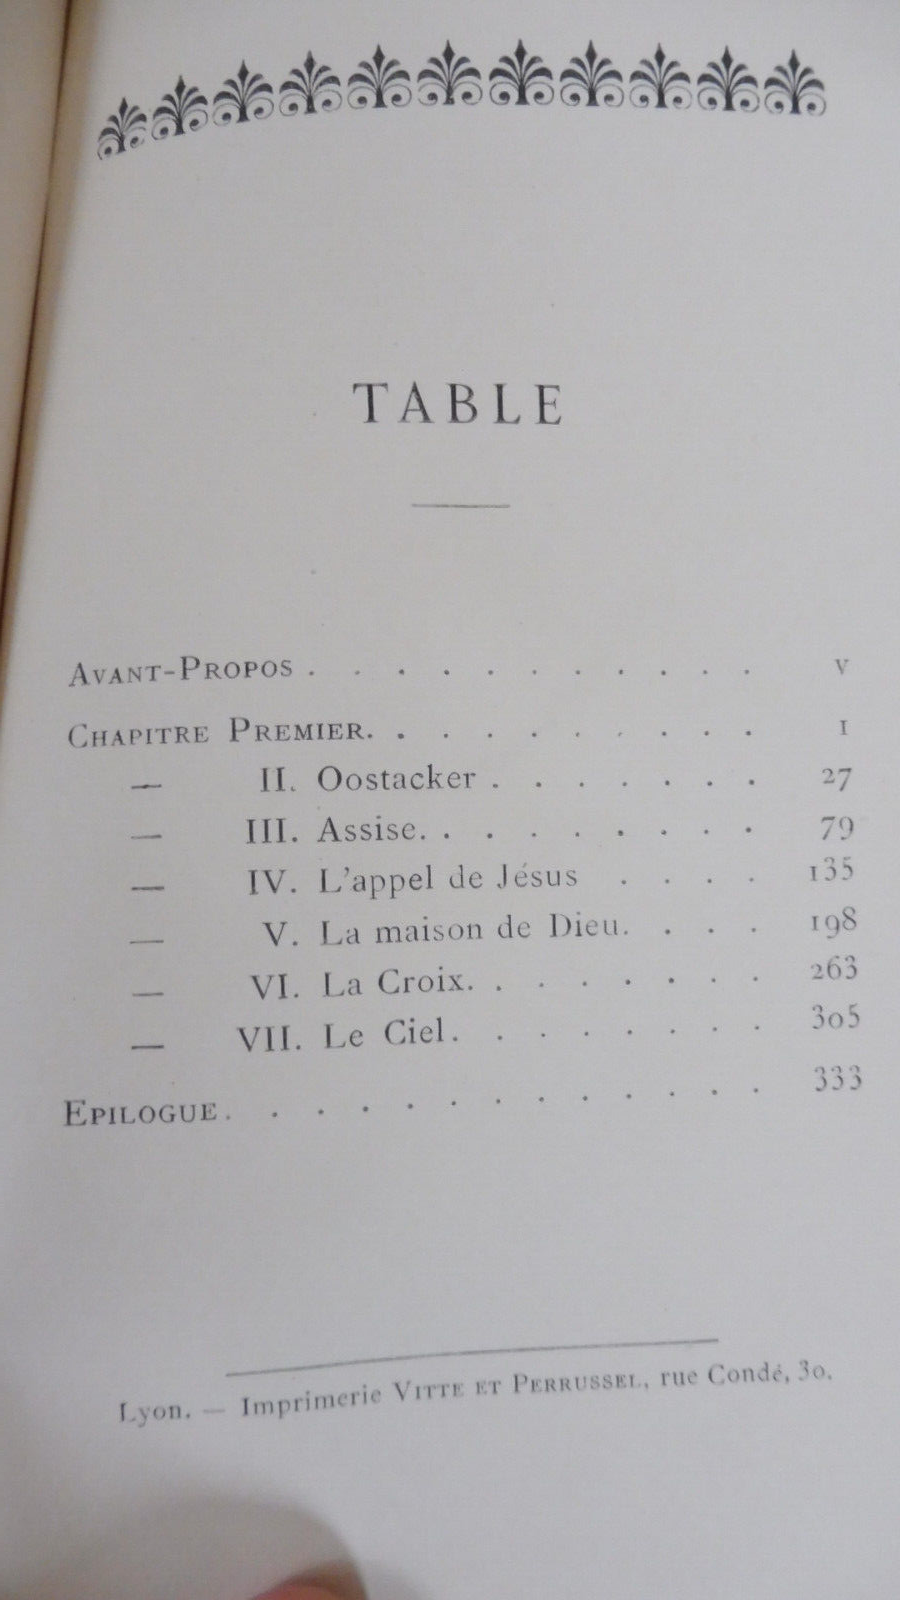 TABLE
AVANT-PROPOS . . . . . . . . . . . V
CHAPITRE PREMIER. . . . . . . . . . 1
— II. Oostacker . . . . . . . 27
— III. Assise. . . . . . . . . 79
— IV. L'appel de Jésus . . . . 135
— V. La maison de Dieu. . . . 198
— VI. La Croix. . . . . . . . 263
— VII. Le Ciel. . . . . . . . 305
EPILOGUE. . . . . . . . . . . . . 333
Lyon. — Imprimerie VITTE ET PERRUSSEL, rue Condé, 30.